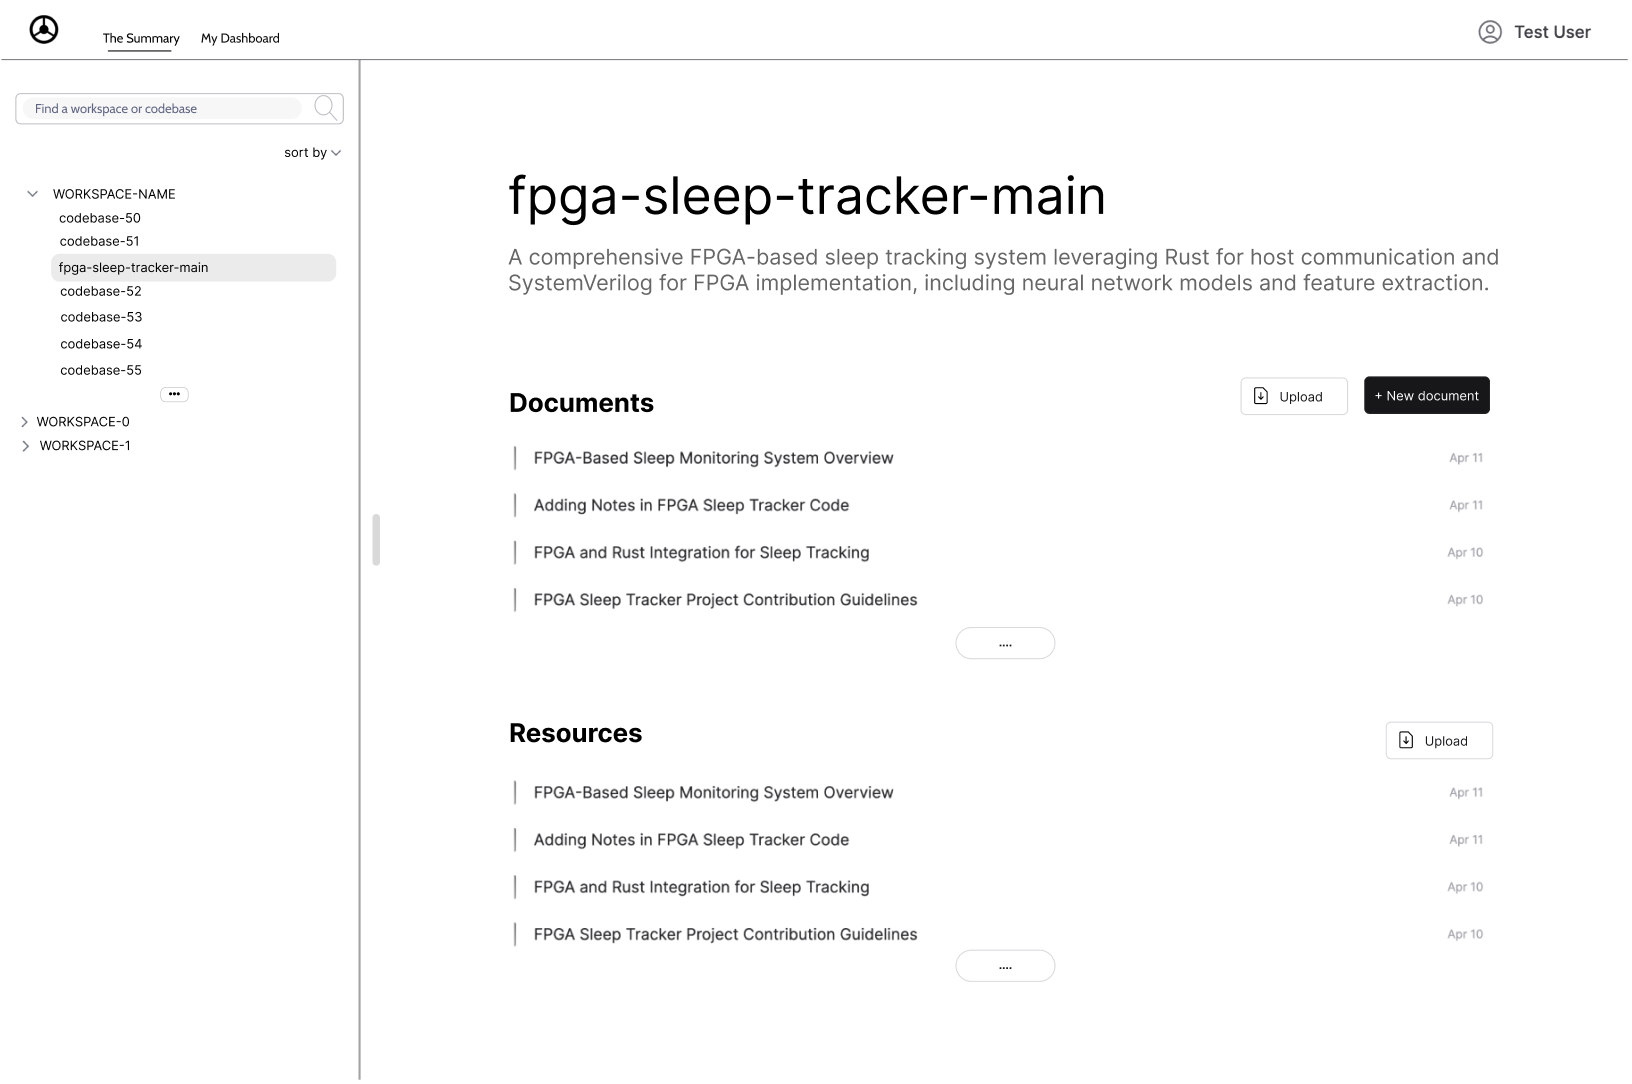 The Summary
My Dashboard
Test User
Find a workspace or codebase
sort by
WORKSPACE-NAME
codebase-50
codebase-51
fpga-sleep-tracker-main
codebase-52
codebase-53
codebase-54
codebase-55
•••
WORKSPACE-0
WORKSPACE-1
fpga-sleep-tracker-main
A comprehensive FPGA-based sleep tracking system leveraging Rust for host communication and
SystemVerilog for FPGA implementation, including neural network models and feature extraction.
Documents
Upload
+ New document
FPGA-Based Sleep Monitoring System Overview Apr 11
Adding Notes in FPGA Sleep Tracker Code Apr 11
FPGA and Rust Integration for Sleep Tracking Apr 10
FPGA Sleep Tracker Project Contribution Guidelines Apr 10
....
Resources
Upload
FPGA-Based Sleep Monitoring System Overview Apr 11
Adding Notes in FPGA Sleep Tracker Code Apr 11
FPGA and Rust Integration for Sleep Tracking Apr 10
FPGA Sleep Tracker Project Contribution Guidelines Apr 10
....